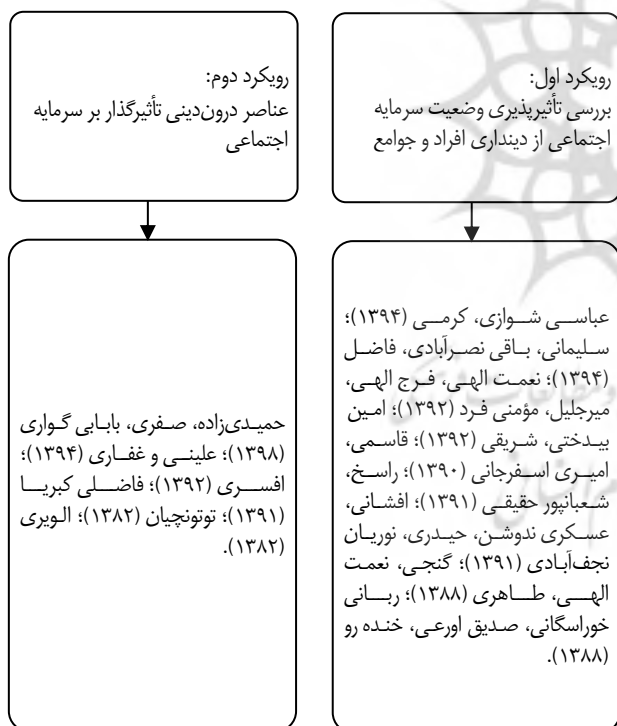 رویکرد اول:
بررسی تأثیرپذیری وضعیت سرمایه
اجتماعی از دینداری افراد و جوامع
رویکرد دوم:
عناصر درون‌دینی تأثیرگذار بر سرمایه
اجتماعی
عباسی شوازی، کرمی (۱۳۹۴)؛
سلیمانی، باقی نصرآبادی، فاضل
(۱۳۹۴)؛ نعمت الهی، فرج الهی،
میرجلیل، مؤمنی فرد (۱۳۹۲)؛ امین
بیدختی، شریقی (۱۳۹۲)؛ قاسمی،
امیری اسفرجانی (۱۳۹۰)؛ راسخ،
شعبانپور حقیقی (۱۳۹۱)؛ افشانی،
عسکری ندوشن، حیدری، نوریان
نجف‌آبادی (۱۳۹۱)؛ گنجی، نعمت
الهی، طاهری (۱۳۸۸)؛ ربانی
خوراسگانی، صدیق اورعی، خنده رو
(۱۳۸۸).
حمیدی‌زاده، صفری، بابایی گواری
(۱۳۹۸)؛ علینی و غفاری (۱۳۹۴)؛
افسری (۱۳۹۲)؛ فاضلی کبریا
(۱۳۹۱)؛ توتونچیان (۱۳۸۲)؛ الویری
(۱۳۸۲).